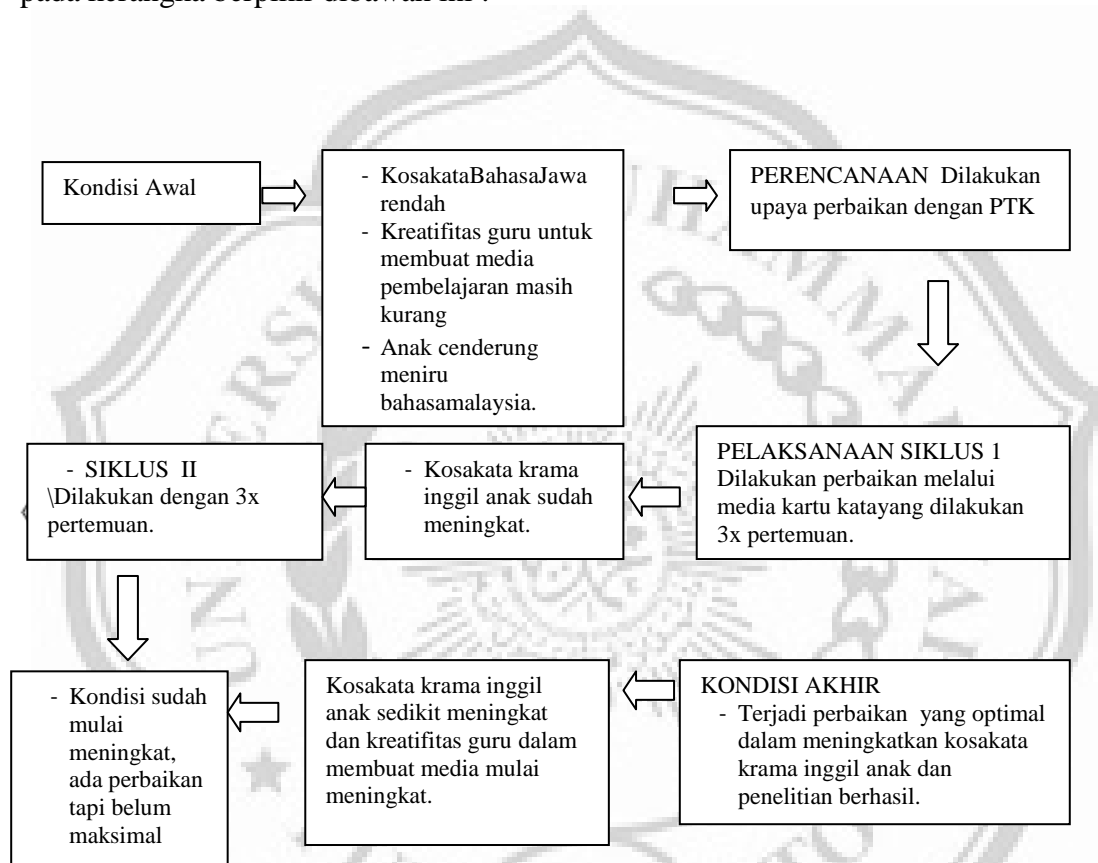 pada kerangka berpikir dibawah ini :
Kondisi Awal
- KosakataBahasaJawa
rendah
- Kreatifitas guru untuk
membuat media
pembelajaran masih
kurang
- Anak cenderung
meniru
bahasamalaysia.
PERENCANAAN Dilakukan
upaya perbaikan dengan PTK
PELAKSANAAN SIKLUS 1
Dilakukan perbaikan melalui
media kartu katayang dilakukan
3x pertemuan.
- Kosakata krama
inggil anak sudah
meningkat.
- SIKLUS II
\Dilakukan dengan 3x
pertemuan.
- Kondisi sudah
mulai
meningkat,
ada perbaikan
tapi belum
maksimal
Kosakata krama inggil
anak sedikit meningkat
dan kreatifitas guru dalam
membuat media mulai
meningkat.
KONDISI AKHIR
- Terjadi perbaikan yang optimal
dalam meningkatkan kosakata
krama inggil anak dan
penelitian berhasil.